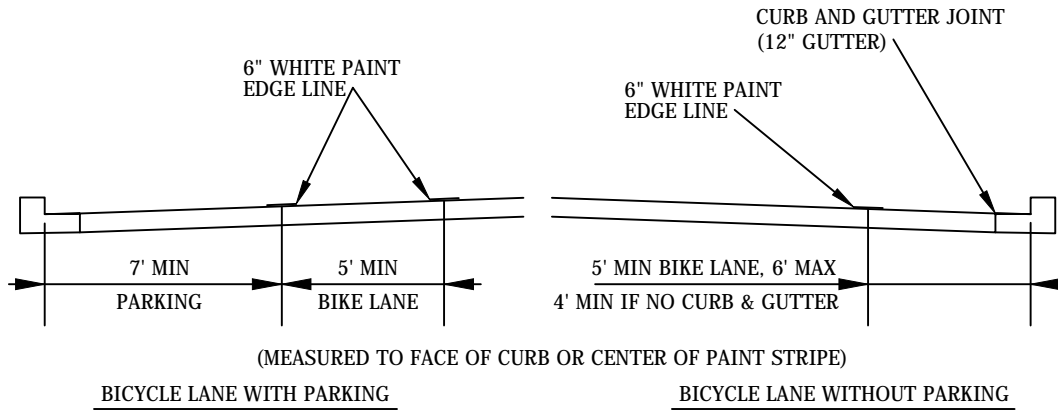 CURB AND GUTTER JOINT
(12" GUTTER)
6" WHITE PAINT
EDGE LINE
6" WHITE PAINT
EDGE LINE
7' MIN
PARKING
5' MIN
BIKE LANE
5' MIN BIKE LANE, 6' MAX
4' MIN IF NO CURB & GUTTER
(MEASURED TO FACE OF CURB OR CENTER OF PAINT STRIPE)
BICYCLE LANE WITH PARKING
BICYCLE LANE WITHOUT PARKING